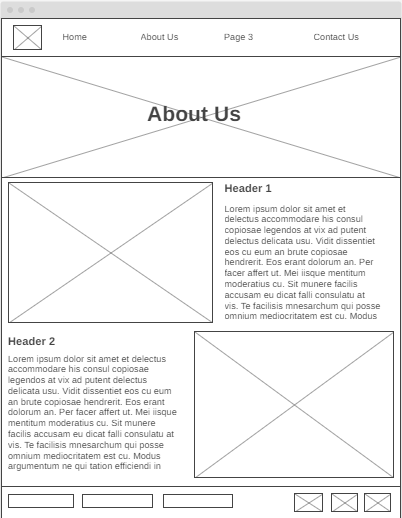 Home About Us Page 3 Contact Us
About Us
Header 1
Lorem ipsum dolor sit amet et
delectus accommodare his consul
copiosae legendos at vix ad putent
delectus delicata usu. Vidit dissentiet
eos cu eum an brute copiosae
hendrerit. Eos erant dolorum an. Per
facer affert ut. Mei iisque mentitum
moderatius cu. Sit munere facilis
accusam eu dicat falli consulatu at
vis. Te facilisis mnesarchum qui posse
omnium mediocritatem eu cu. Modus
Header 2
Lorem ipsum dolor sit amet et delectus
accommodare his consul copiosae
legendos at vix ad putent delectus
delicata usu. Vidit dissentiet eos cu eum
an brute copiosae hendrerit. Eos erant
dolorum an. Per facer affert ut. Mei iisque
mentitum moderatius cu. Sit munere
facilis accusam eu dicat falli consulatu at
vis. Te facilisis mnesarchum qui posse
omnium mediocritatem eu cu. Modus
argumentum ne qui tation efficiendi in